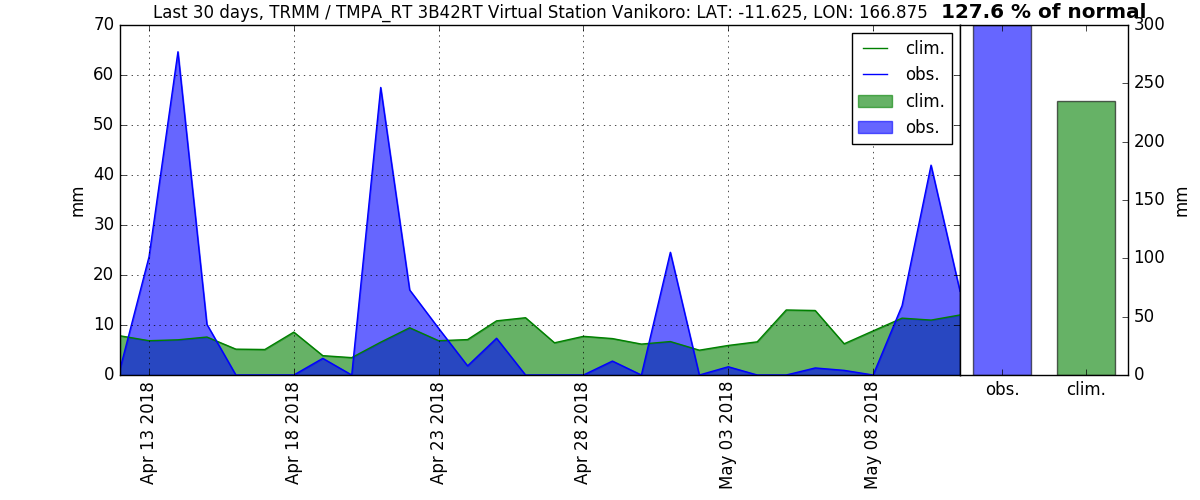 Last 30 days, TRMM / TMPA_RT 3B42RT Virtual Station Vanikoro: LAT: -11.625, LON: 166.875 127.6 % of normal
70
60
50
40
30
20
10
0
mm
clim.
obs.
clim.
obs.
300
250
200
150
100
50
0
mm
Apr 13 2018
Apr 18 2018
Apr 23 2018
Apr 28 2018
May 03 2018
May 08 2018
obs.
clim.